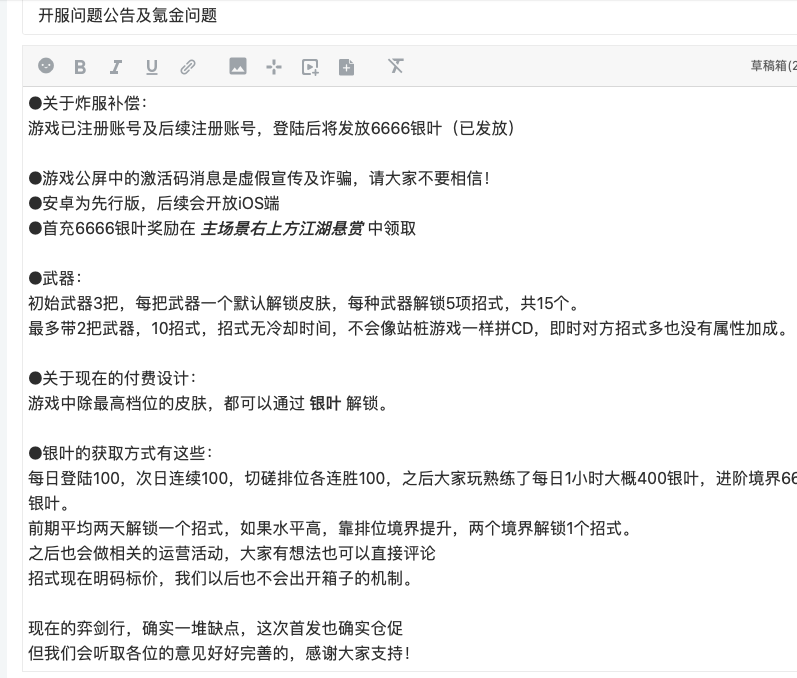 开服问题公告及氪金问题
草稿箱(2
●关于炸服补偿：
游戏已注册账号及后续注册账号，登陆后将发放6666银叶（已发放）
●游戏公屏中的激活码消息是虚假宣传及诈骗，请大家不要相信！
●安卓为先行版，后续会开放iOS端
●首充6666银叶奖励在 主场景右上方江湖悬赏 中领取
●武器：
初始武器3把，每把武器一个默认解锁皮肤，每种武器解锁5项招式，共15个。
最多带2把武器，10招式，招式无冷却时间，不会像站桩游戏一样拼CD，即时对方招式多也没有属性加成。
●关于现在的付费设计：
游戏中除最高档位的皮肤，都可以通过 银叶 解锁。
●银叶的获取方式有这些：
每日登陆100，次日连续100，切磋排位各连胜100，之后大家玩熟练了每日1小时大概400银叶，进阶境界66
银叶。
前期平均两天解锁一个招式，如果水平高，靠排位境界提升，两个境界解锁1个招式。
之后也会做相关的运营活动，大家有想法也可以直接评论
招式现在明码标价，我们以后也不会出开箱子的机制。
现在的弈剑行，确实一堆缺点，这次首发也确实仓促
但我们会听取各位的意见好好完善的，感谢大家支持！